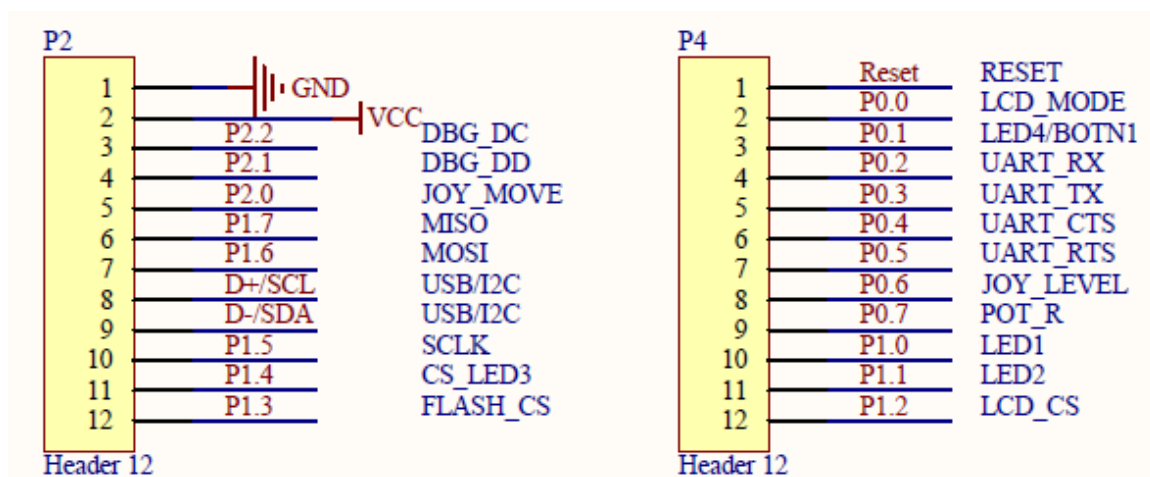 P2
1 GND
2 VCC
3 P2.2 DBG_DC
4 P2.1 DBG_DD
5 P2.0 JOY_MOVE
6 P1.7 MISO
7 P1.6 MOSI
8 D+/SCL USB/I2C
9 D-/SDA USB/I2C
10 P1.5 SCLK
11 P1.4 CS_LED3
12 P1.3 FLASH_CS
Header 12
P4
1 Reset RESET
2 P0.0 LCD_MODE
3 P0.1 LED4/BOTN1
4 P0.2 UART_RX
5 P0.3 UART_TX
6 P0.4 UART_CTS
7 P0.5 UART_RTS
8 P0.6 JOY_LEVEL
9 P0.7 POT_R
10 P1.0 LED1
11 P1.1 LED2
12 P1.2 LCD_CS
Header 12